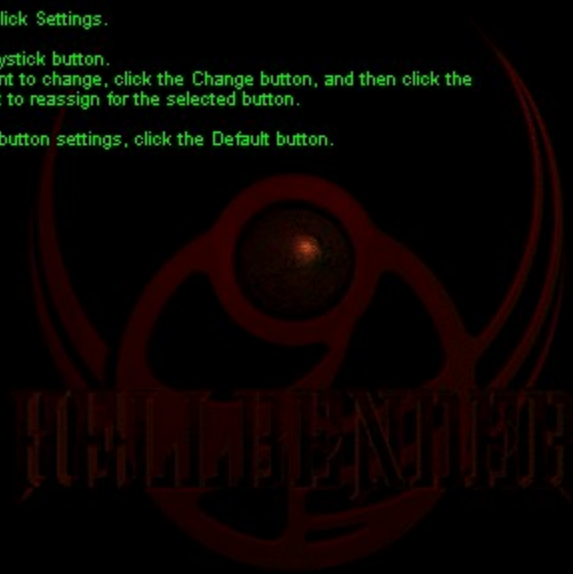 lick Settings.
ystick button.
nt to change, click the Change button, and then click the
to reassign for the selected button.
button settings, click the Default button.
HELLBENDER